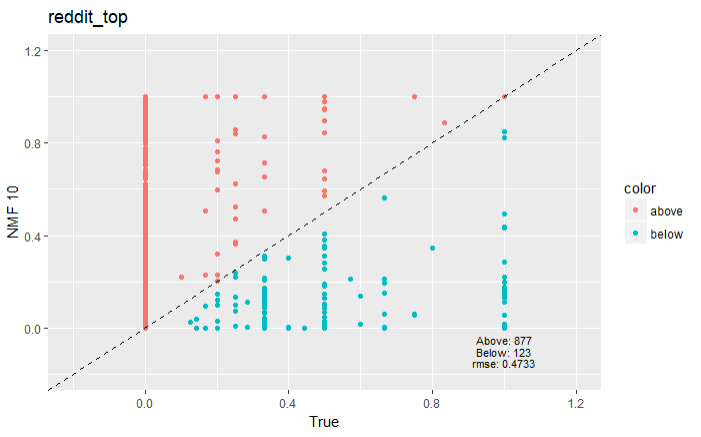 reddit_top
1.2
0.8
0.4
0.0
NMF 10
0.0
0.4
0.8
1.2
True
Above: 877
Below: 123
rmse: 0.4733
color
above
below